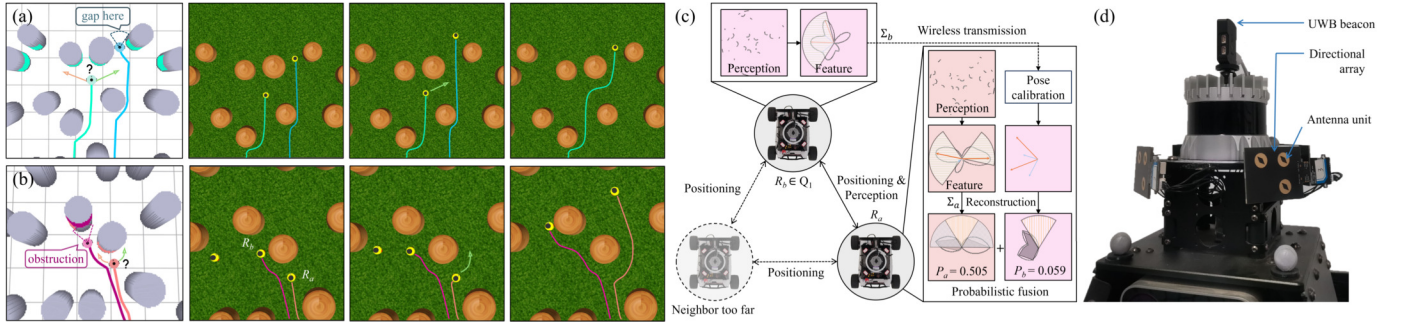 (a)
gap here
?
(b)
obstruction
?
R_b
R_a
(c)
Perception
Feature
Σ_b
Wireless transmission
Perception
Pose
calibration
Feature
Σ_a
Reconstruction
+
P_a = 0.505
P_b = 0.059
Probabilistic fusion
R_b ∈ Q_1
Positioning
Positioning &
Perception
R_a
Positioning
Neighbor too far
(d)
UWB beacon
Directional
array
Antenna unit